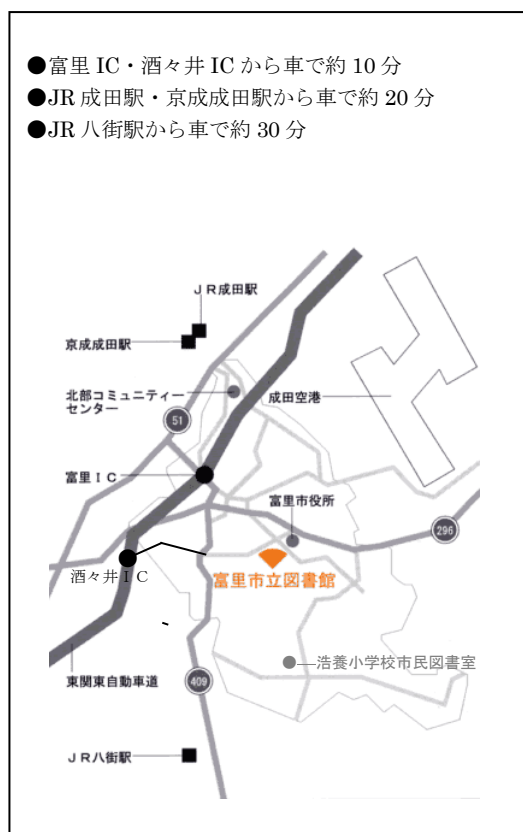 ●富里 IC・酒々井 IC から車で約 10 分
●JR 成田駅・京成成田駅から車で約 20 分
●JR 八街駅から車で約 30 分
JR成田駅
京成成田駅
北部コミュニティー
センター
成田空港
51
富里IC
富里市役所
296
酒々井IC
富里市立図書館
浩養小学校市民図書室
東関東自動車道
409
JR八街駅